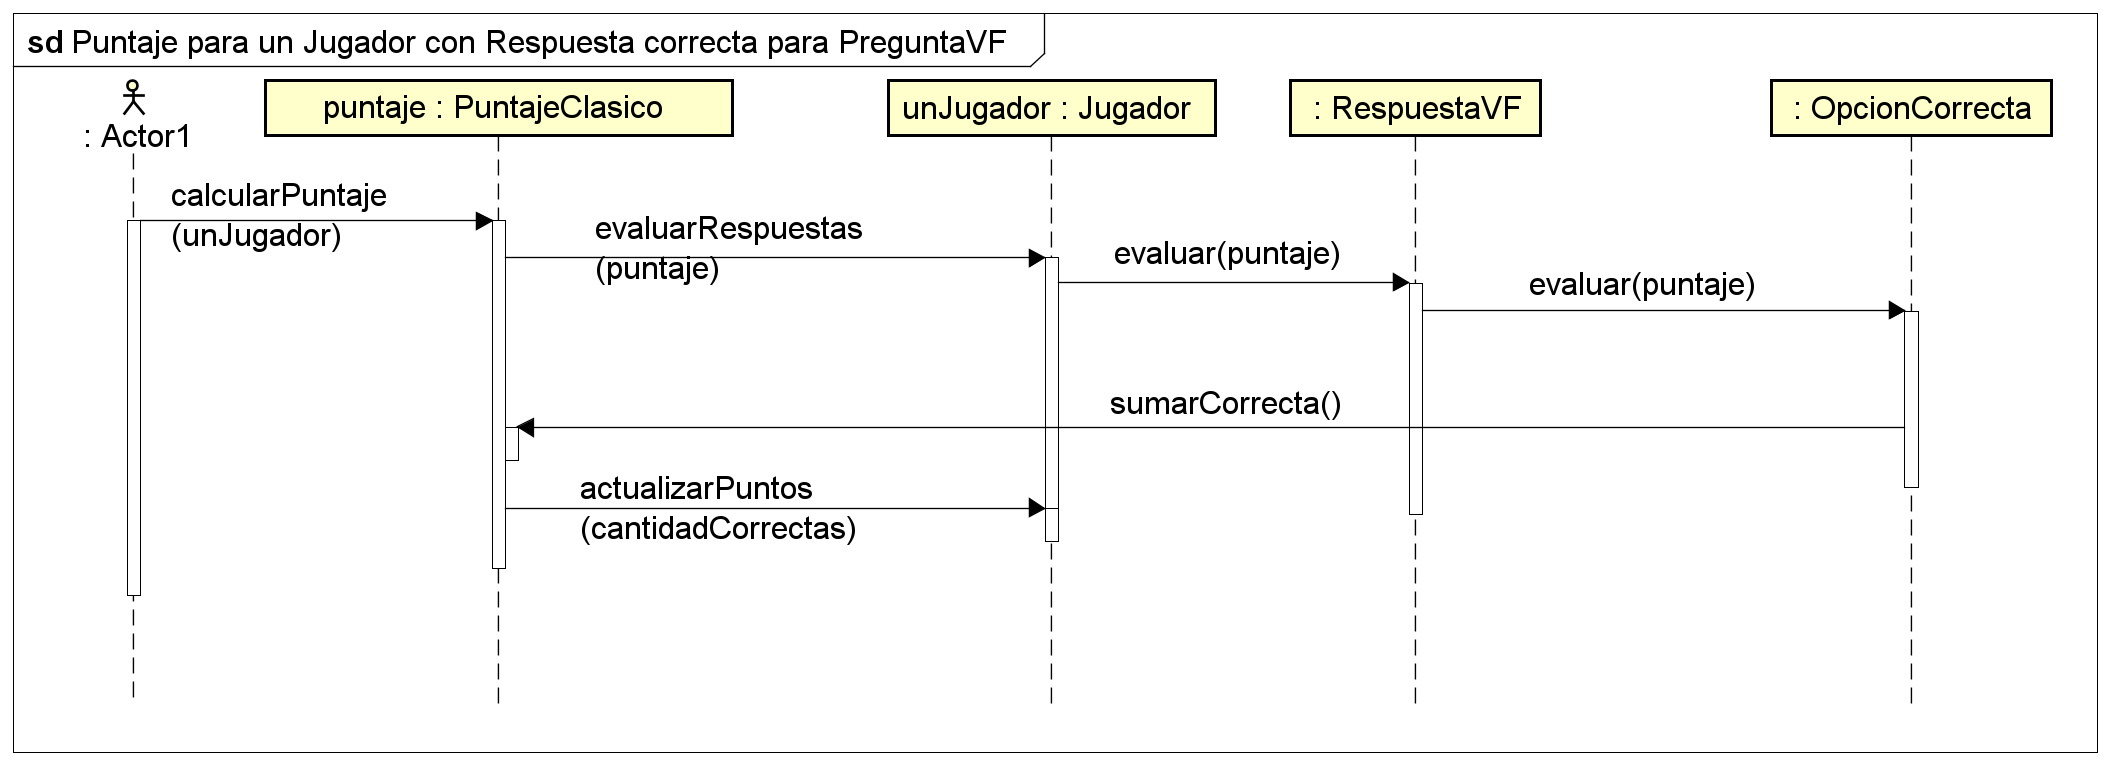 sd Puntaje para un Jugador con Respuesta correcta para PreguntaVF
: Actor1
puntaje : PuntajeClasico
unJugador : Jugador
: RespuestaVF
: OpcionCorrecta
calcularPuntaje
(unJugador)
evaluarRespuestas
(puntaje)
evaluar(puntaje)
evaluar(puntaje)
sumarCorrecta()
actualizarPuntos
(cantidadCorrectas)